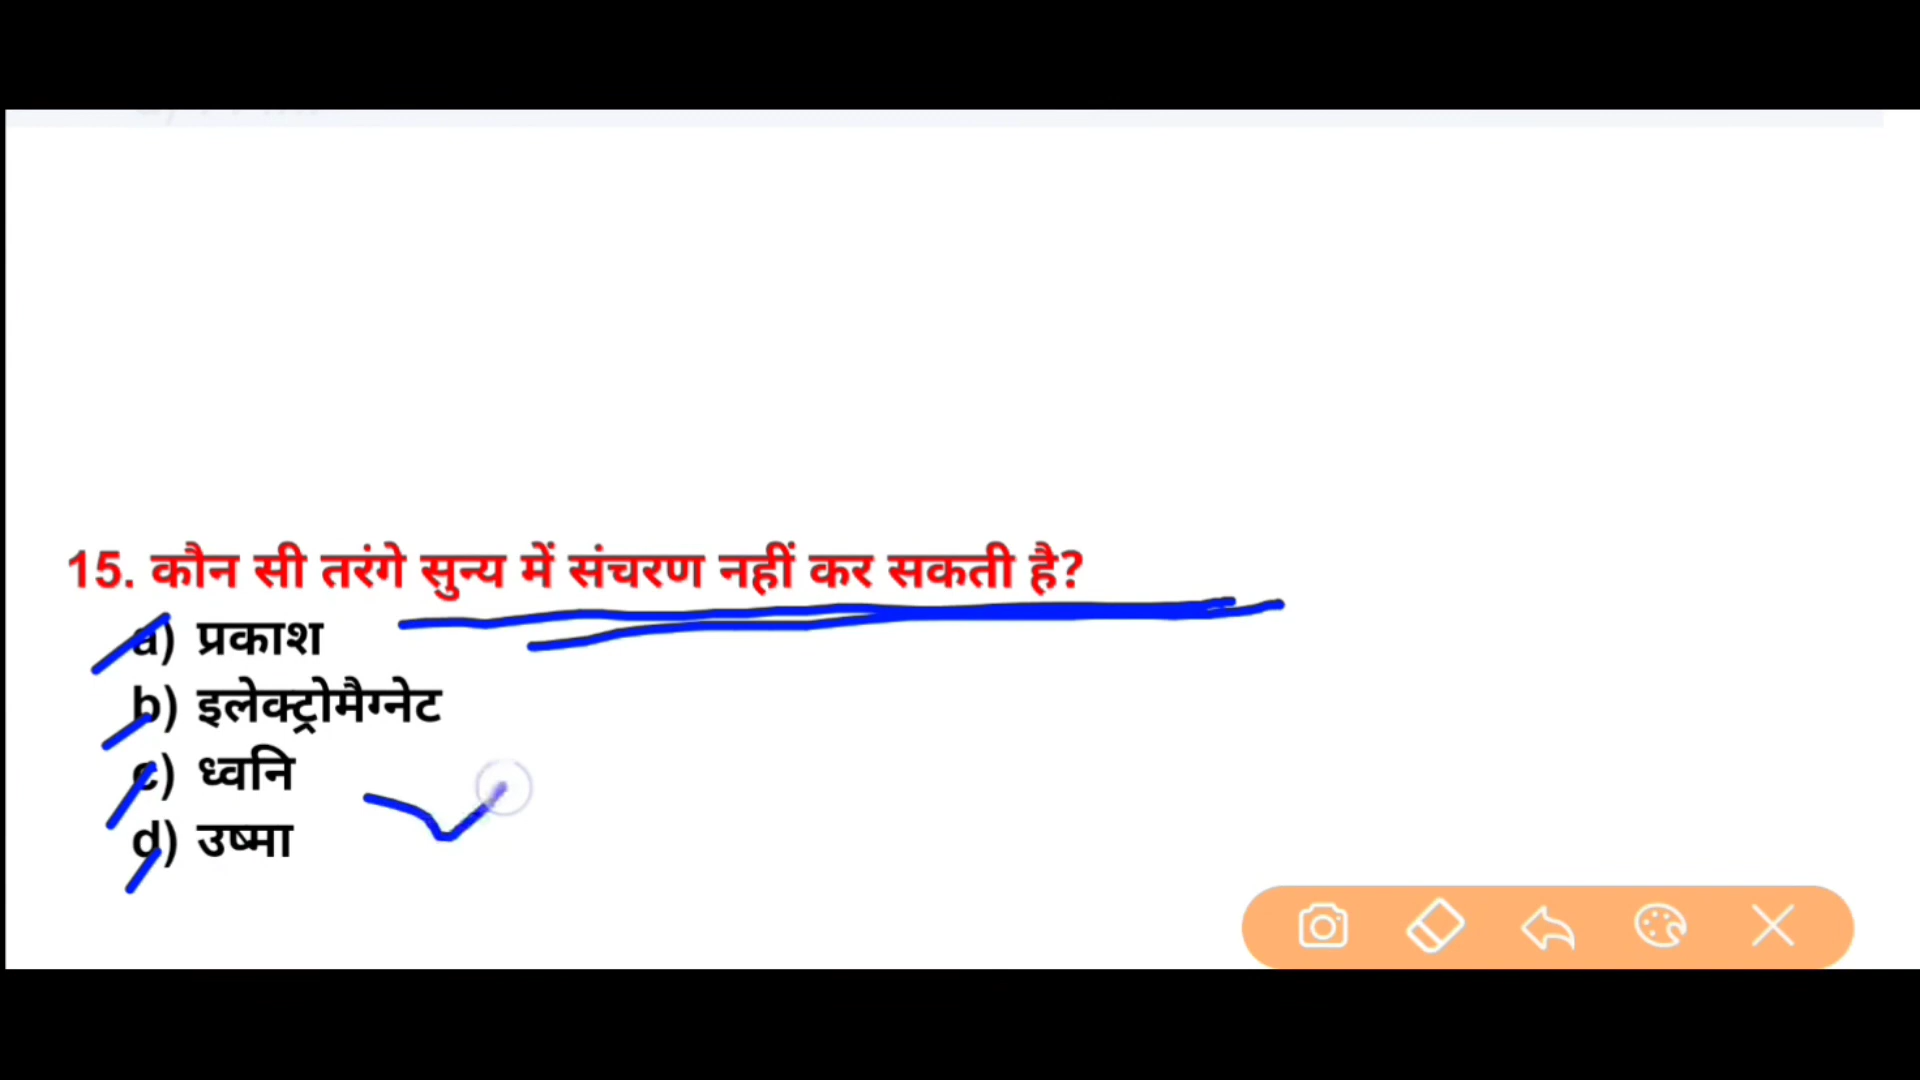 15. कौन सी तरंगे सुन्य में संचरण नहीं कर सकती है?
a) प्रकाश
b) इलेक्ट्रोमैग्नेट
c) ध्वनि
d) उष्मा